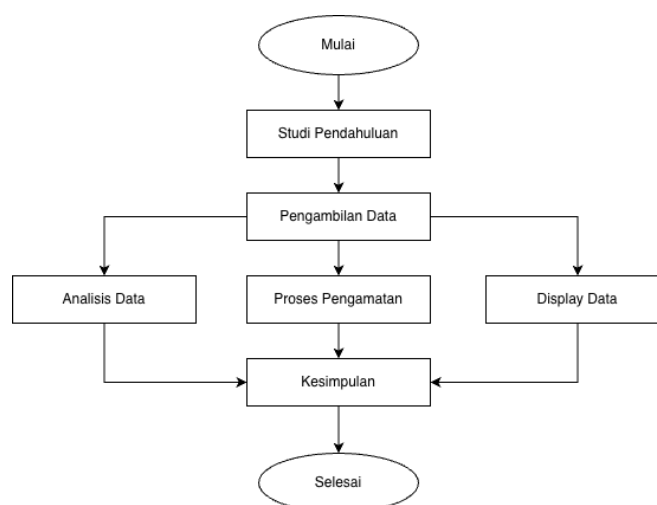 Mulai
Studi Pendahuluan
Pengambilan Data
Analisis Data
Proses Pengamatan
Display Data
Kesimpulan
Selesai